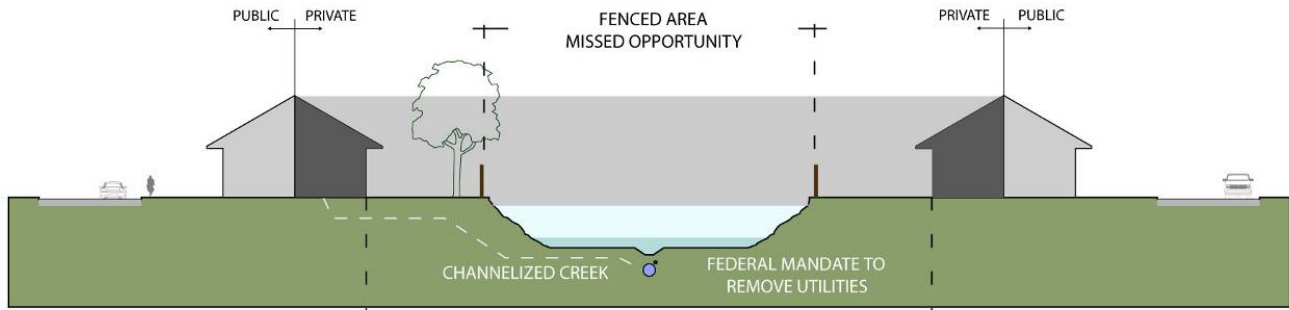 PUBLIC PRIVATE
FENCED AREA
MISSED OPPORTUNITY
PRIVATE PUBLIC
CHANNELIZED CREEK
FEDERAL MANDATE TO
REMOVE UTILITIES